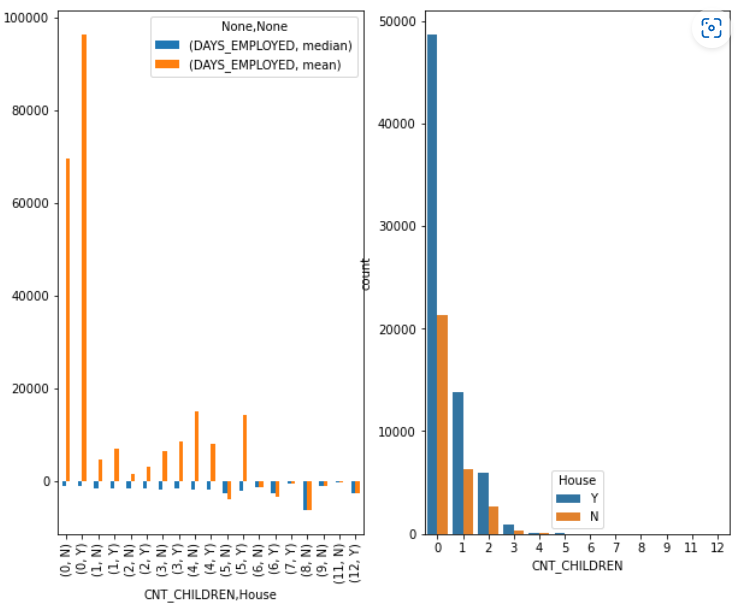 100000
80000
60000
40000
20000
0
None,None
(DAYS_EMPLOYED, median)
(DAYS_EMPLOYED, mean)
(0, N)
(0, Y)
(1, N)
(1, Y)
(2, N)
(2, Y)
(3, N)
(3, Y)
(4, N)
(4, Y)
(5, N)
(5, Y)
(6, N)
(6, Y)
(7, Y)
(8, N)
(9, N)
(11, N)
(12, Y)
CNT_CHILDREN,House
50000
40000
30000
20000
10000
0
count
House
Y
N
0 1 2 3 4 5 6 7 8 9 11 12
CNT_CHILDREN